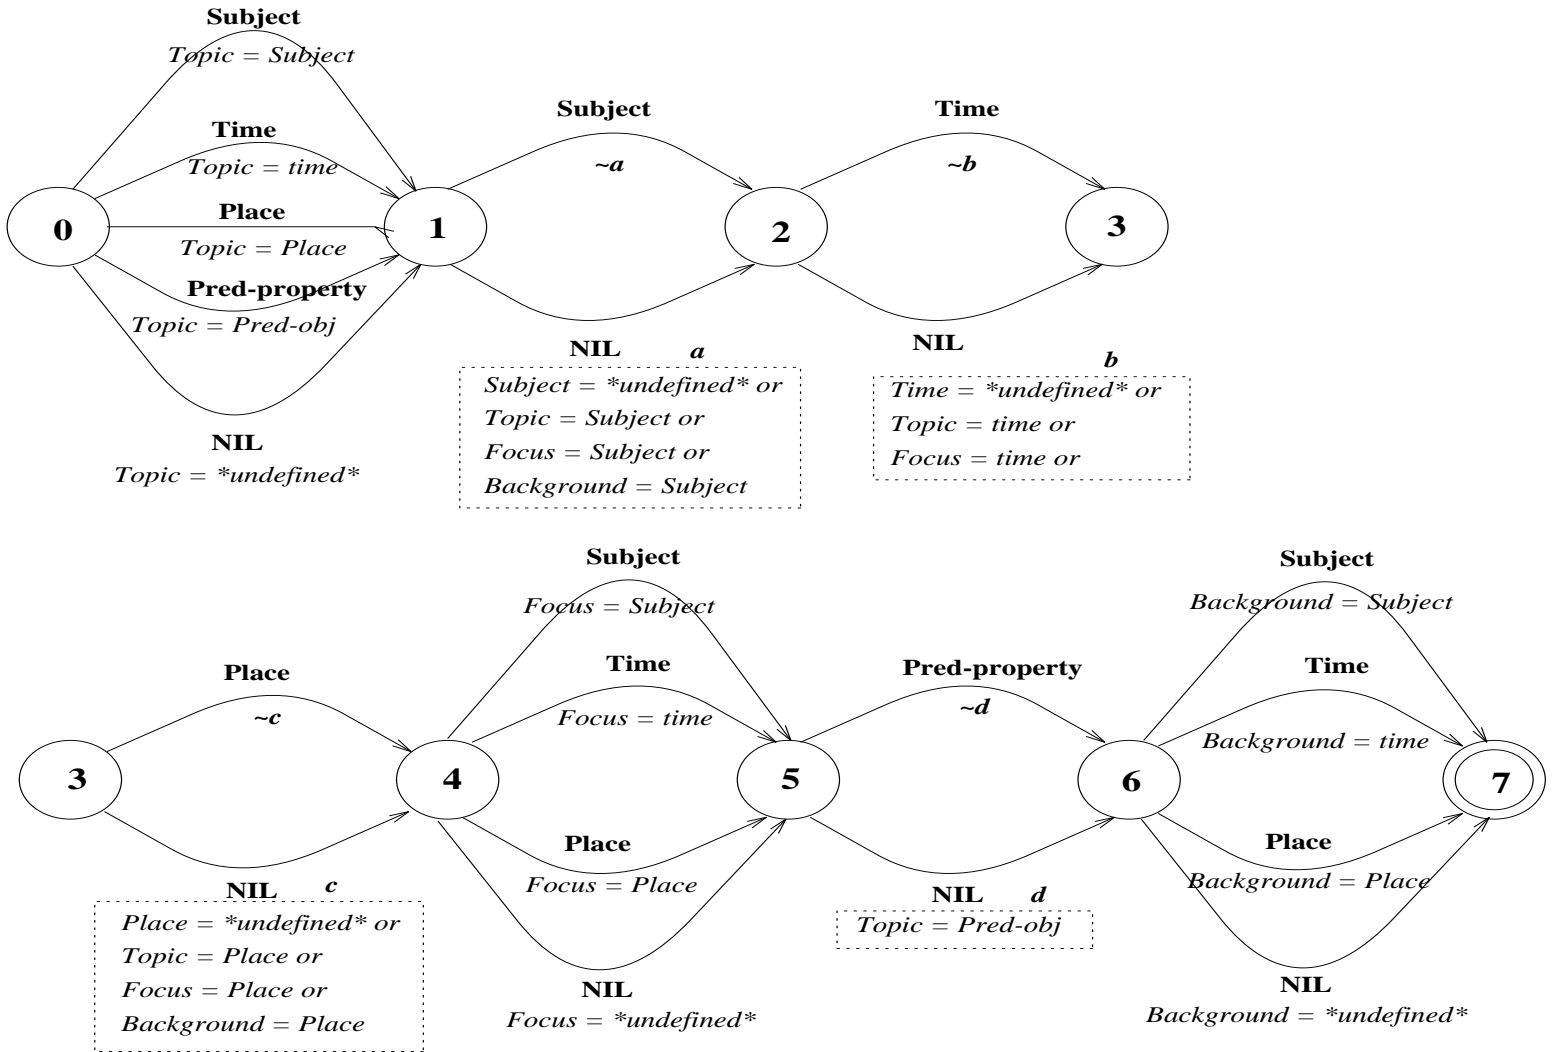 Subject
Topic = Subject
Time
Topic = time
Place
Topic = Place
Pred-property
Topic = Pred-obj
NIL
Topic = *undefined*
0
1
Subject
~a
NIL
a
Subject = *undefined* or
Topic = Subject or
Focus = Subject or
Background = Subject
2
Time
~b
NIL
b
Time = *undefined* or
Topic = time or
Focus = time or
3
3
Place
~c
NIL
c
Place = *undefined* or
Topic = Place or
Focus = Place or
Background = Place
4
Subject
Focus = Subject
Time
Focus = time
Place
Focus = Place
NIL
Focus = *undefined*
5
Pred-property
~d
NIL
d
Topic = Pred-obj
6
Subject
Background = Subject
Time
Background = time
Place
Background = Place
NIL
Background = *undefined*
7